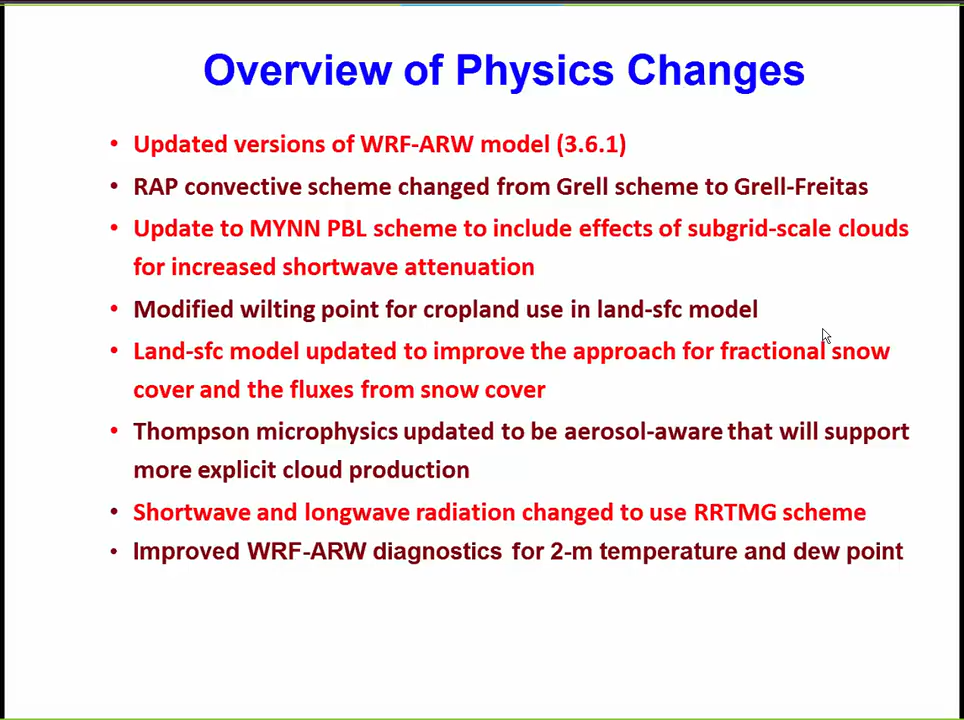 Overview of Physics Changes
• Updated versions of WRF-ARW model (3.6.1)
• RAP convective scheme changed from Grell scheme to Grell-Freitas
• Update to MYNN PBL scheme to include effects of subgrid-scale clouds
for increased shortwave attenuation
• Modified wilting point for cropland use in land-sfc model
• Land-sfc model updated to improve the approach for fractional snow
cover and the fluxes from snow cover
• Thompson microphysics updated to be aerosol-aware that will support
more explicit cloud production
• Shortwave and longwave radiation changed to use RRTMG scheme
• Improved WRF-ARW diagnostics for 2-m temperature and dew point